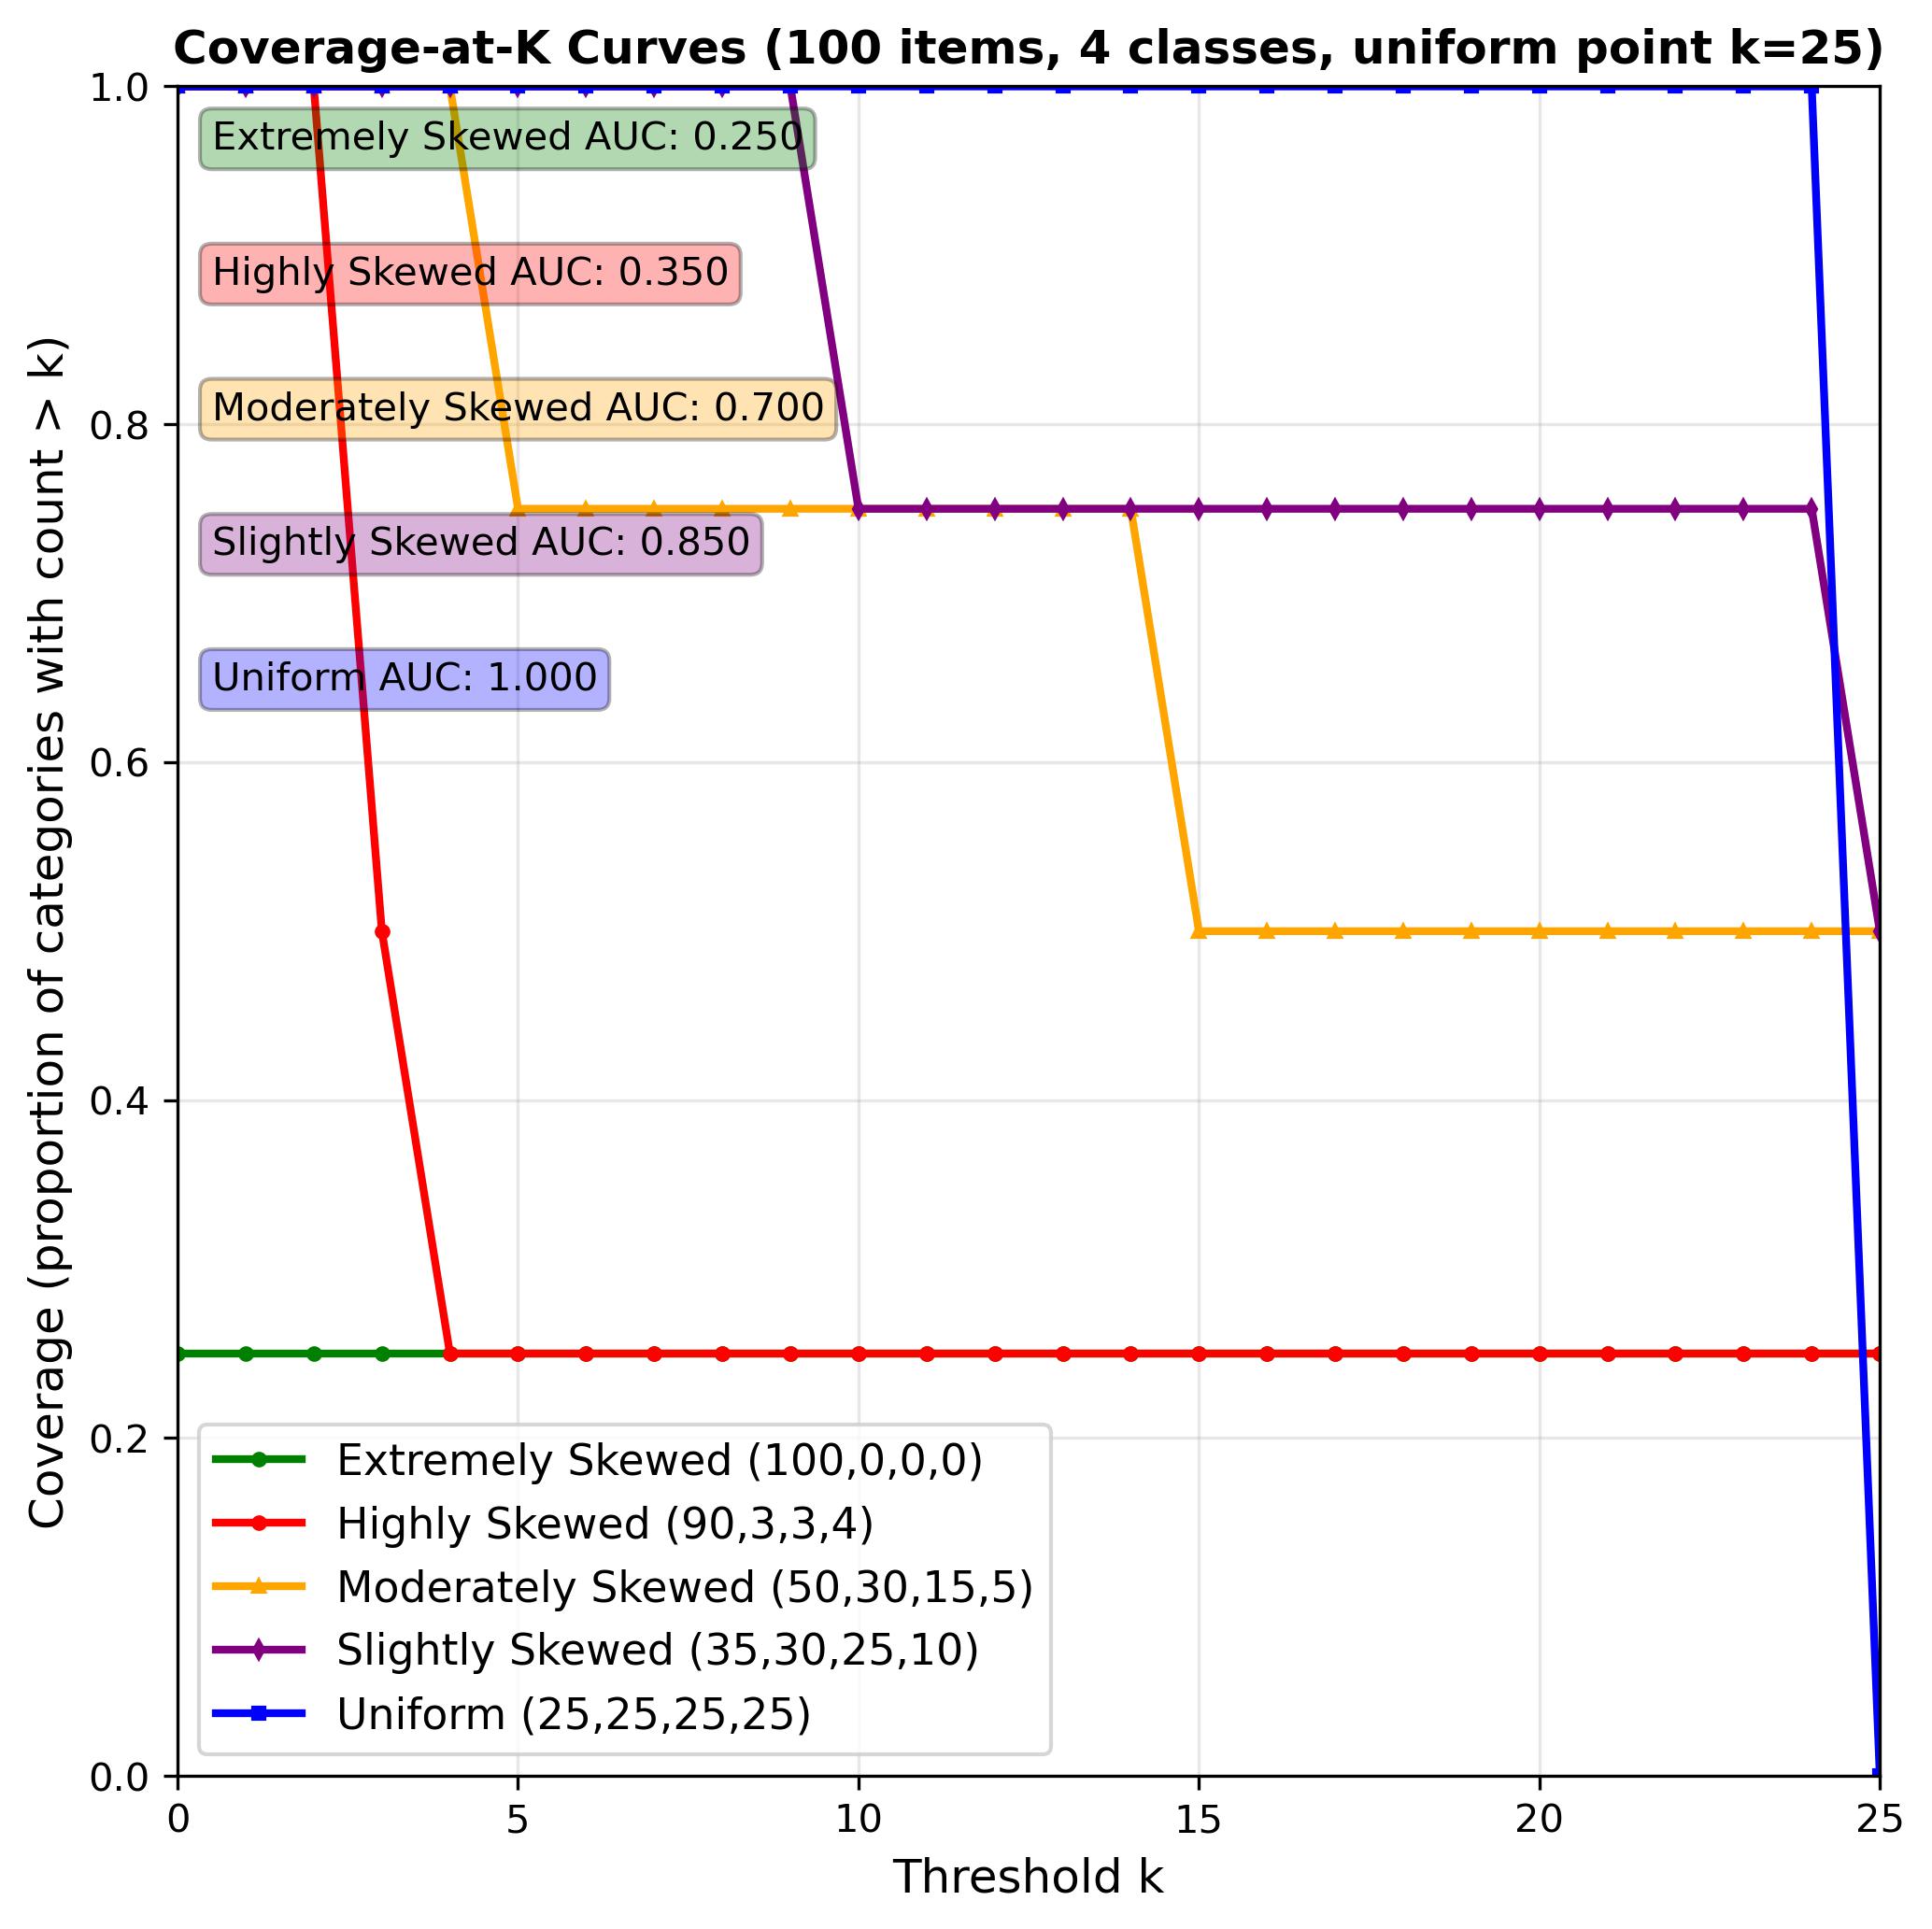 Coverage-at-K Curves (100 items, 4 classes, uniform point k=25)
Coverage (proportion of categories with count > k)
1.0
0.8
0.6
0.4
0.2
0.0
Extremely Skewed AUC: 0.250
Highly Skewed AUC: 0.350
Moderately Skewed AUC: 0.700
Slightly Skewed AUC: 0.850
Uniform AUC: 1.000
Extremely Skewed (100,0,0,0)
Highly Skewed (90,3,3,4)
Moderately Skewed (50,30,15,5)
Slightly Skewed (35,30,25,10)
Uniform (25,25,25,25)
0 5 10 15 20 25
Threshold k